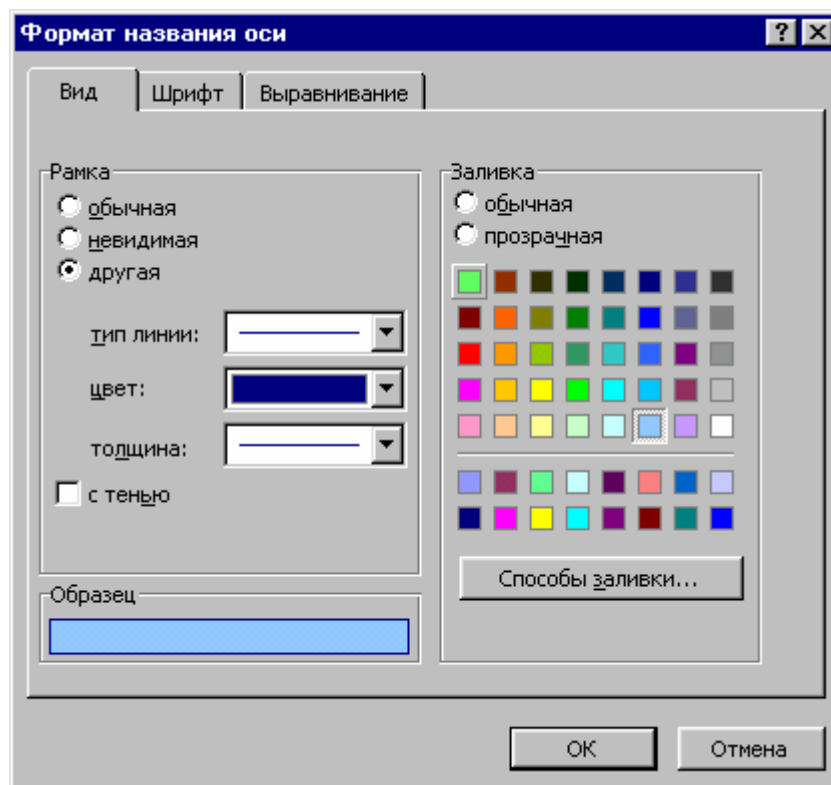 Формат названия оси
Вид
Шрифт
Выравнивание
Рамка
обычная
невидимая
другая
тип линии:
цвет:
толщина:
с тенью
Образец
Заливка
обычная
прозрачная
Способы заливки...
ОК
Отмена